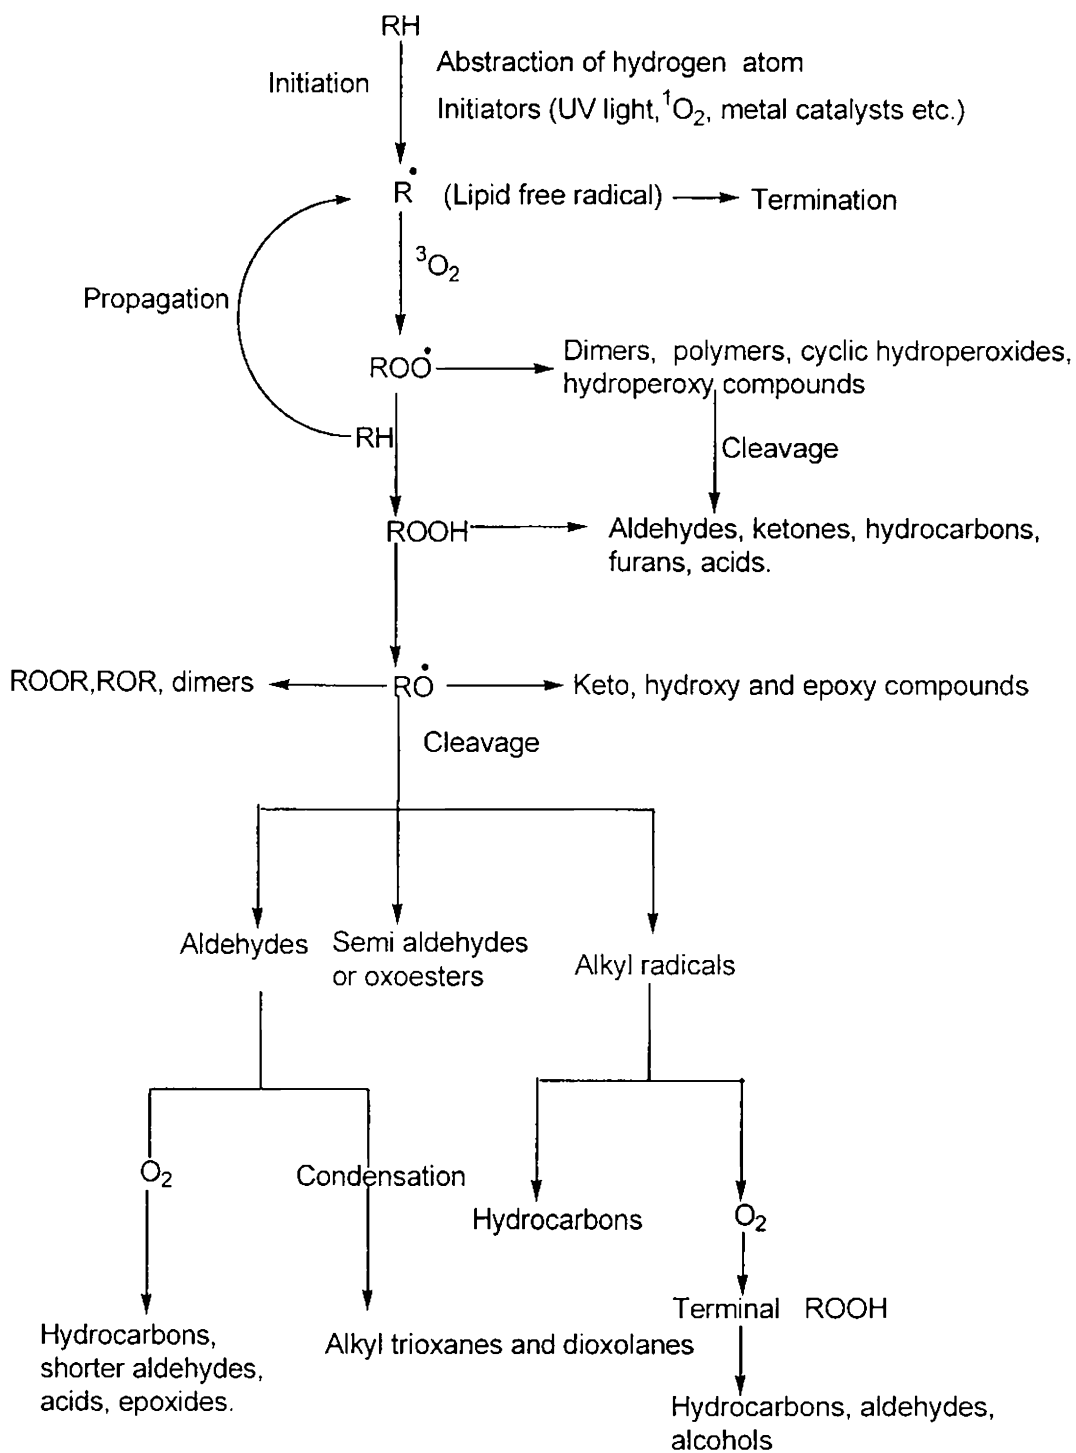 RH
Initiation
Abstraction of hydrogen atom
Initiators (UV light, ¹O₂, metal catalysts etc.)
R• (Lipid free radical) → Termination
³O₂
Propagation
ROO•
Dimers, polymers, cyclic hydroperoxides,
hydroperoxy compounds
RH
Cleavage
ROOH
Aldehydes, ketones, hydrocarbons,
furans, acids.
ROOR,ROR, dimers
RO•
Keto, hydroxy and epoxy compounds
Cleavage
Aldehydes
Semi aldehydes
or oxoesters
Alkyl radicals
O₂
Condensation
Hydrocarbons
O₂
Terminal ROOH
Hydrocarbons,
shorter aldehydes,
acids, epoxides.
Alkyl trioxanes and dioxolanes
Hydrocarbons, aldehydes,
alcohols